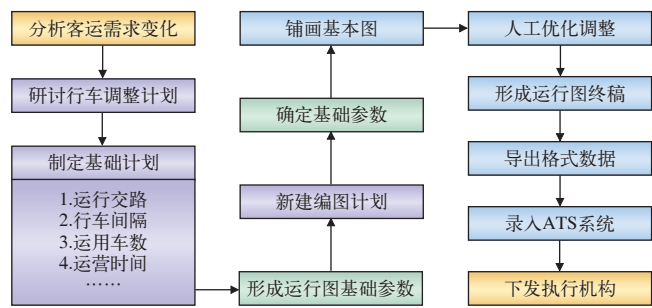 分析客运需求变化
研讨行车调整计划
制定基础计划
1.运行交路
2.行车间隔
3.运用车数
4.运营时间
……
形成运行图基础参数
新建编图计划
确定基础参数
铺画基本图
人工优化调整
形成运行图终稿
导出格式数据
录入ATS系统
下发执行机构